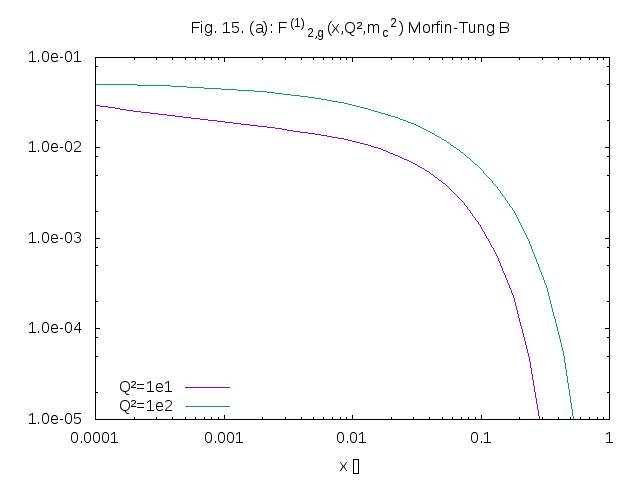 Fig. 15. (a): F⁽¹⁾₂,g(x,Q²,mc²) Morfin-Tung B
1.0e-01
1.0e-02
1.0e-03
1.0e-04
1.0e-05
Q²=1e1
Q²=1e2
0.0001 0.001 0.01 0.1 1
x []